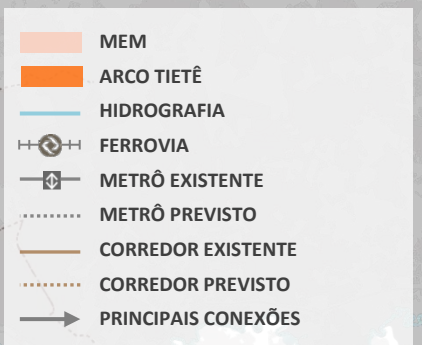 MEM
ARCO TIETÊ
HIDROGRAFIA
FERROVIA
METRÔ EXISTENTE
METRÔ PREVISTO
CORREDOR EXISTENTE
CORREDOR PREVISTO
PRINCIPAIS CONEXÕES